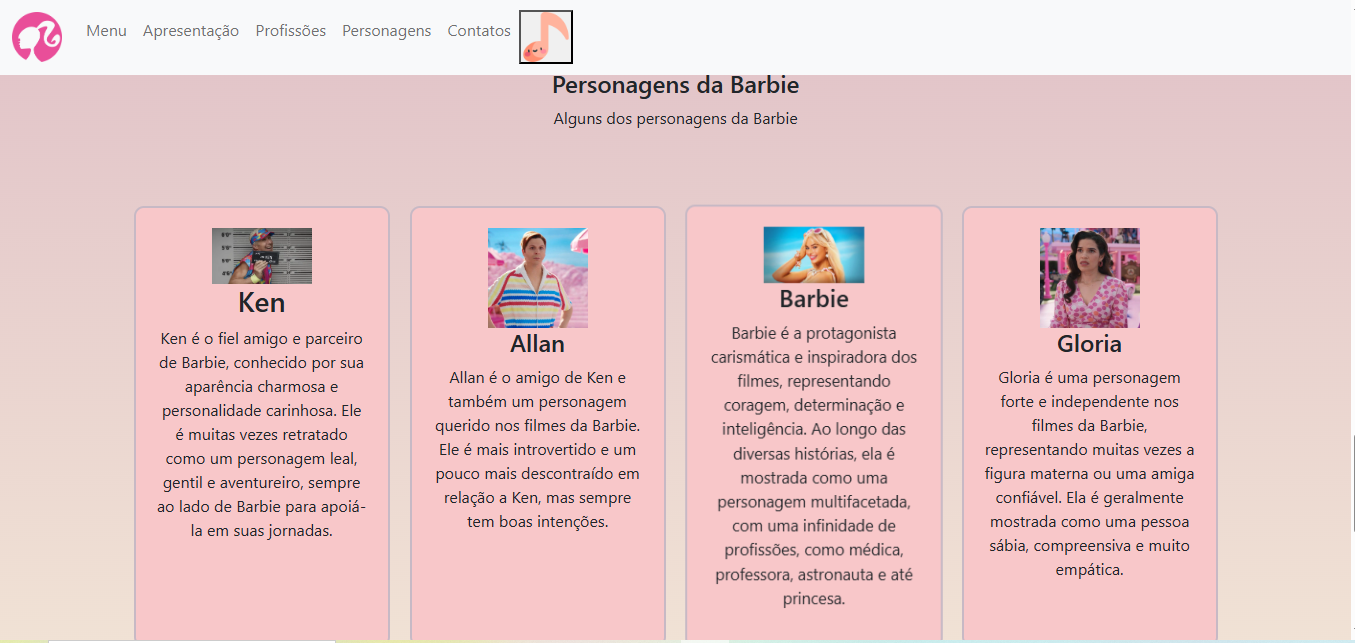 Menu Apresentação Profissões Personagens Contatos
Personagens da Barbie
Alguns dos personagens da Barbie
Ken
Ken é o fiel amigo e parceiro
de Barbie, conhecido por sua
aparência charmosa e
personalidade carinhosa. Ele
é muitas vezes retratado
como um personagem leal,
gentil e aventureiro, sempre
ao lado de Barbie para apoiá-
la em suas jornadas.
Allan
Allan é o amigo de Ken e
também um personagem
querido nos filmes da Barbie.
Ele é mais introvertido e um
pouco mais descontraído em
relação a Ken, mas sempre
tem boas intenções.
Barbie
Barbie é a protagonista
carismática e inspiradora dos
filmes, representando
coragem, determinação e
inteligência. Ao longo das
diversas histórias, ela é
mostrada como uma
personagem multifacetada,
com uma infinidade de
profissões, como médica,
professora, astronauta e até
princesa.
Gloria
Gloria é uma personagem
forte e independente nos
filmes da Barbie,
representando muitas vezes a
figura materna ou uma amiga
confiável. Ela é geralmente
mostrada como uma pessoa
sábia, compreensiva e muito
empática.